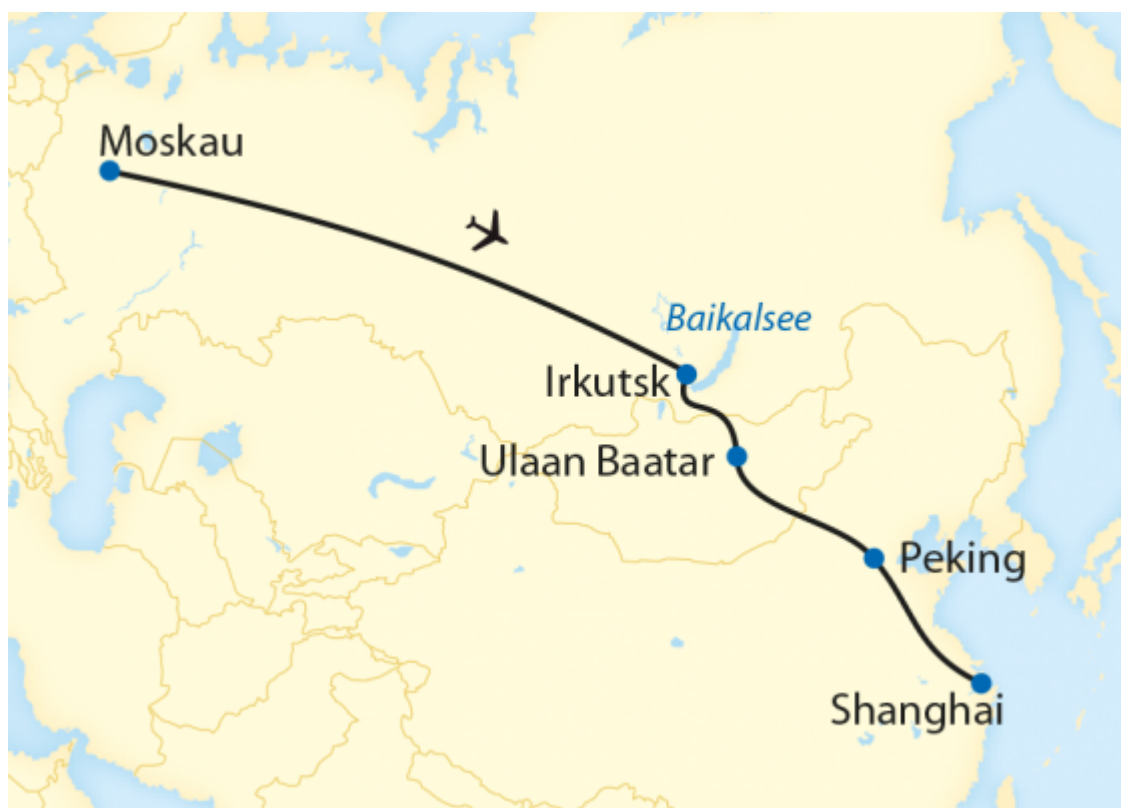 Moskau
Baikalsee
Irkutsk
Ulaan Baatar
Peking
Shanghai